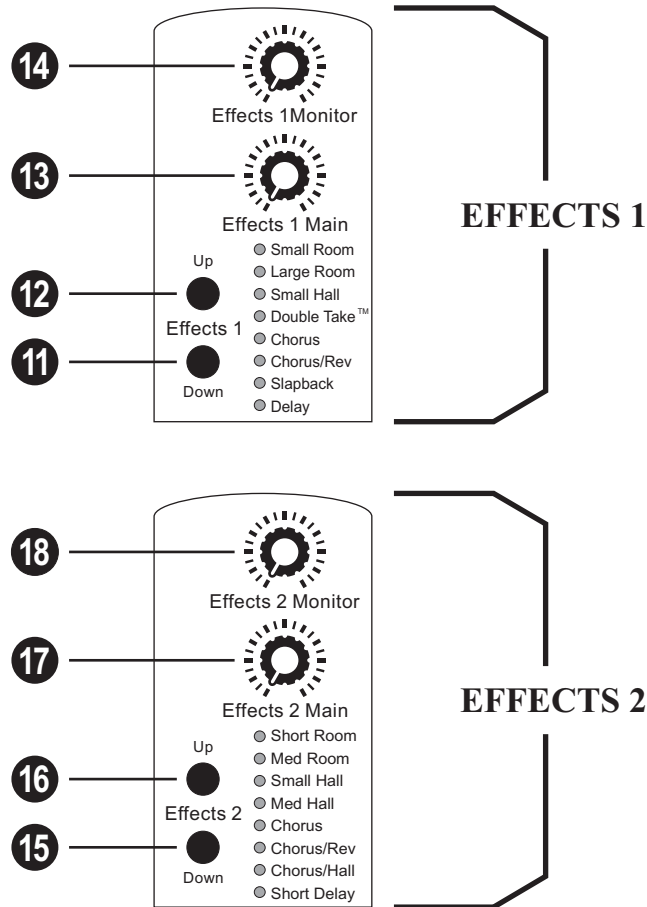 14
Effects 1Monitor
13
Effects 1 Main
EFFECTS 1
Small Room
Up
Large Room
12
Small Hall
Double Take™
Effects 1
Chorus
11
Chorus/Rev
Slapback
Down
Delay
18
Effects 2 Monitor
17
Effects 2 Main
EFFECTS 2
Short Room
Up
Med Room
16
Small Hall
Med Hall
Effects 2
Chorus
15
Chorus/Rev
Chorus/Hall
Down
Short Delay